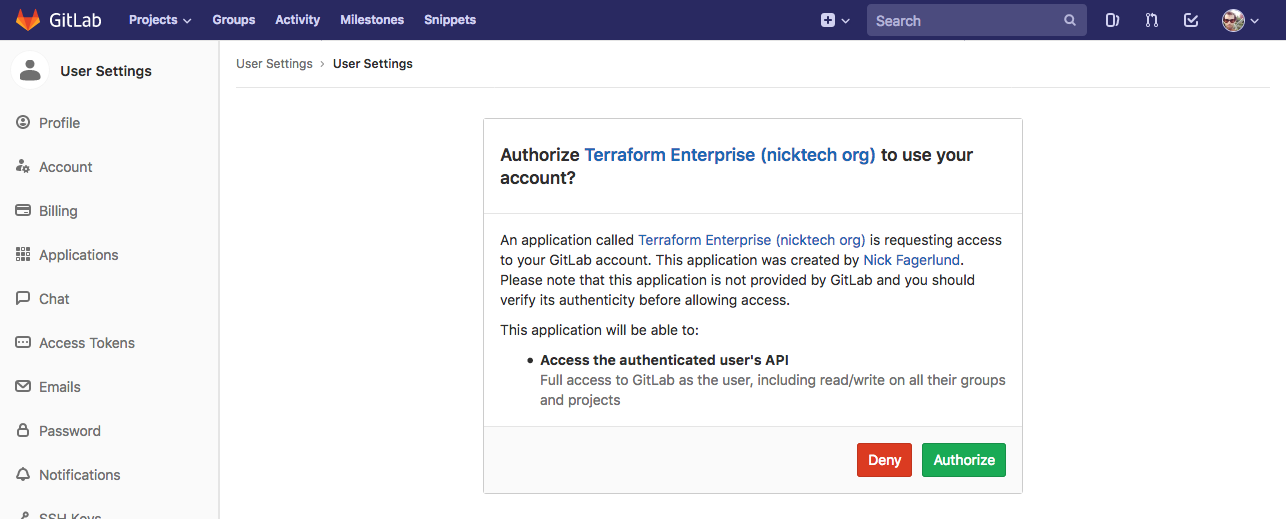 GitLab Projects Groups Activity Milestones Snippets Search
User Settings
User Settings › User Settings
Profile
Account
Billing
Applications
Chat
Access Tokens
Emails
Password
Notifications
SSH Keys
Authorize Terraform Enterprise (nicktech org) to use your
account?
An application called Terraform Enterprise (nicktech org) is requesting access
to your GitLab account. This application was created by Nick Fagerlund.
Please note that this application is not provided by GitLab and you should
verify its authenticity before allowing access.
This application will be able to:
• Access the authenticated user's API
Full access to GitLab as the user, including read/write on all their groups
and projects
Deny Authorize